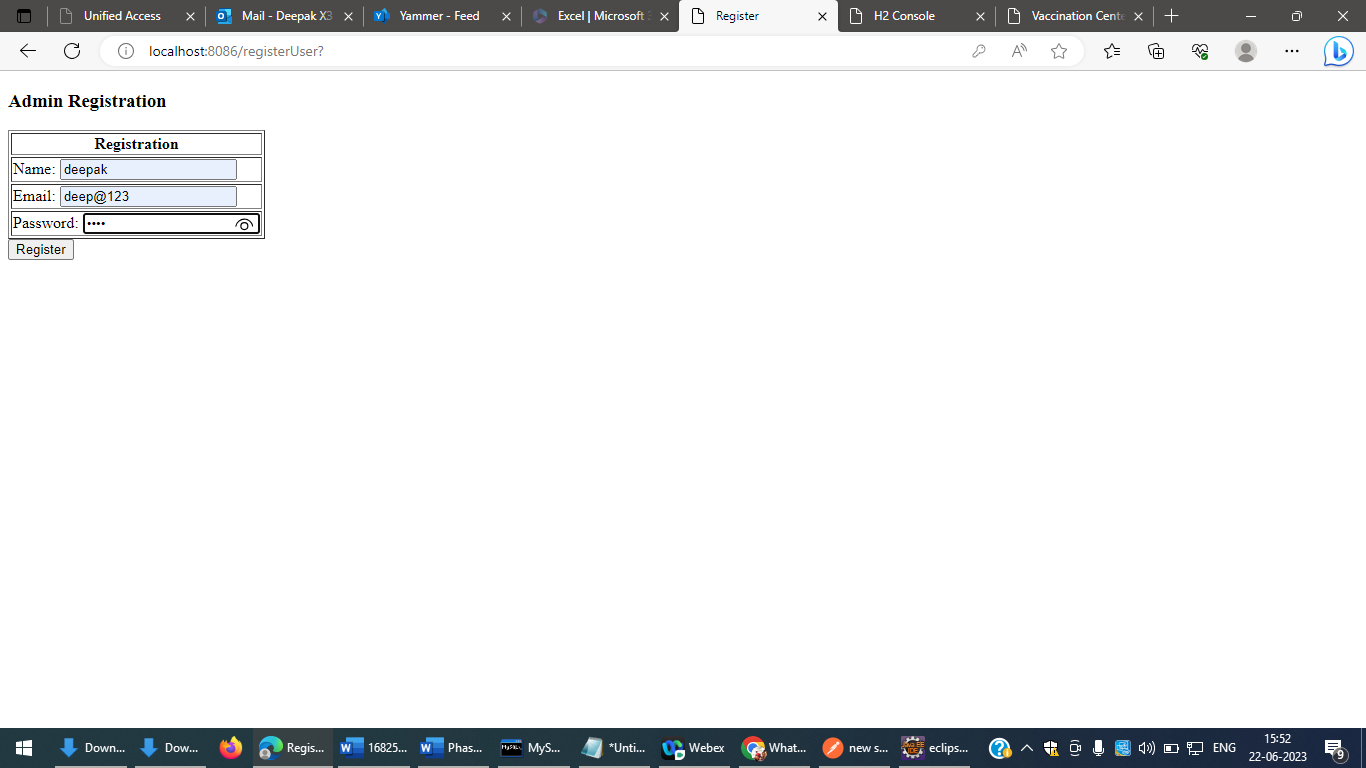 Unified Access
Mail - Deepak X3
Yammer - Feed
Excel | Microsoft 3
Register
H2 Console
Vaccination Cente
localhost:8086/registerUser?
Admin Registration
Registration
Name: deepak
Email: deep@123
Password: ••••
Register
Down...
Dow...
Regis...
16825...
Phas...
MyS...
*Unti...
Webex
What...
new s...
eclips...
ENG
15:52
22-06-2023
9